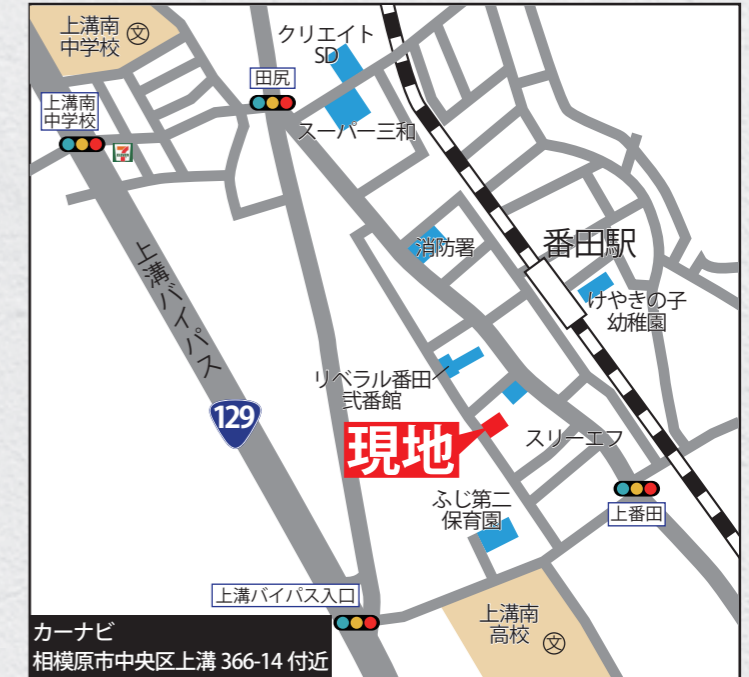 上溝南
中学校
文
クリエイト
SD
田尻
上溝南
中学校
7
スーパー三和
上溝バイパス
消防署
番田駅
けやきの子
幼稚園
リベラル番田
弐番館
129
現地
スリーエフ
ふじ第二
保育園
上番田
上溝バイパス入口
上溝南
高校
文
カーナビ
相模原市中央区上溝 366-14 付近